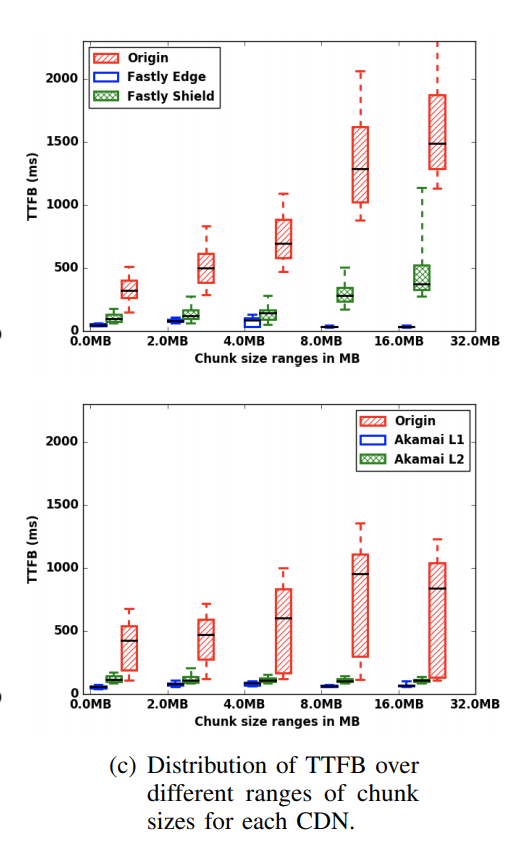 2000
1500
1000
500
0
TTFB (ms)
Origin
Fastly Edge
Fastly Shield
0.0MB 2.0MB 4.0MB 8.0MB 16.0MB 32.0MB
Chunk size ranges in MB
2000
1500
1000
500
0
TTFB (ms)
Origin
Akamai L1
Akamai L2
0.0MB 2.0MB 4.0MB 8.0MB 16.0MB 32.0MB
Chunk size ranges in MB
(c) Distribution of TTFB over
different ranges of chunk
sizes for each CDN.